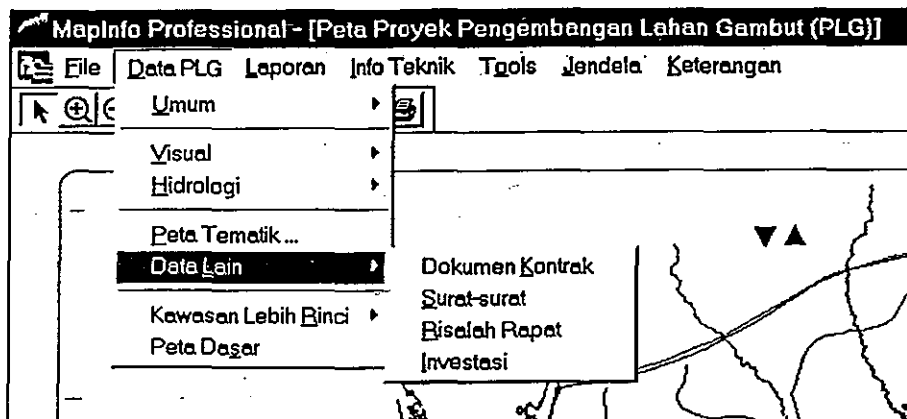 MapInfo Professional - [Peta Proyek Pengembangan Lahan Gambut (PLG)]
File Data PLG Laporan Info Teknik Tools Jendela Keterangan
Umum
Visual
Hidrologi
Peta Tematik ...
Data Lain
Dokumen Kontrak
Surat-surat
Risalah Rapat
Investasi
Kawasan Lebih Rinci
Peta Dasar